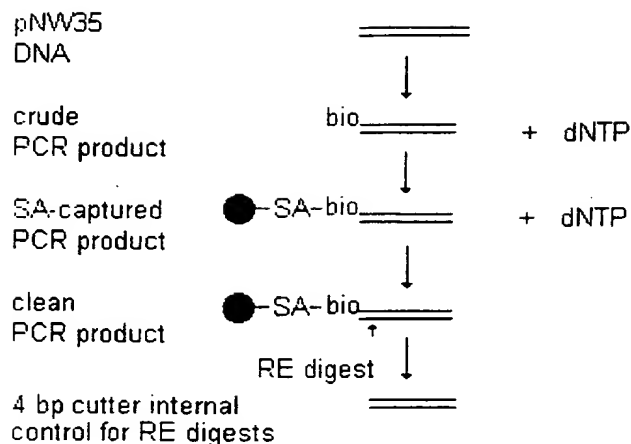 pNW35
DNA
crude
PCR product
bio
+ dNTP
SA-captured
PCR product
SA-bio
+ dNTP
clean
PCR product
SA-bio
RE digest
4 bp cutter internal
control for RE digests